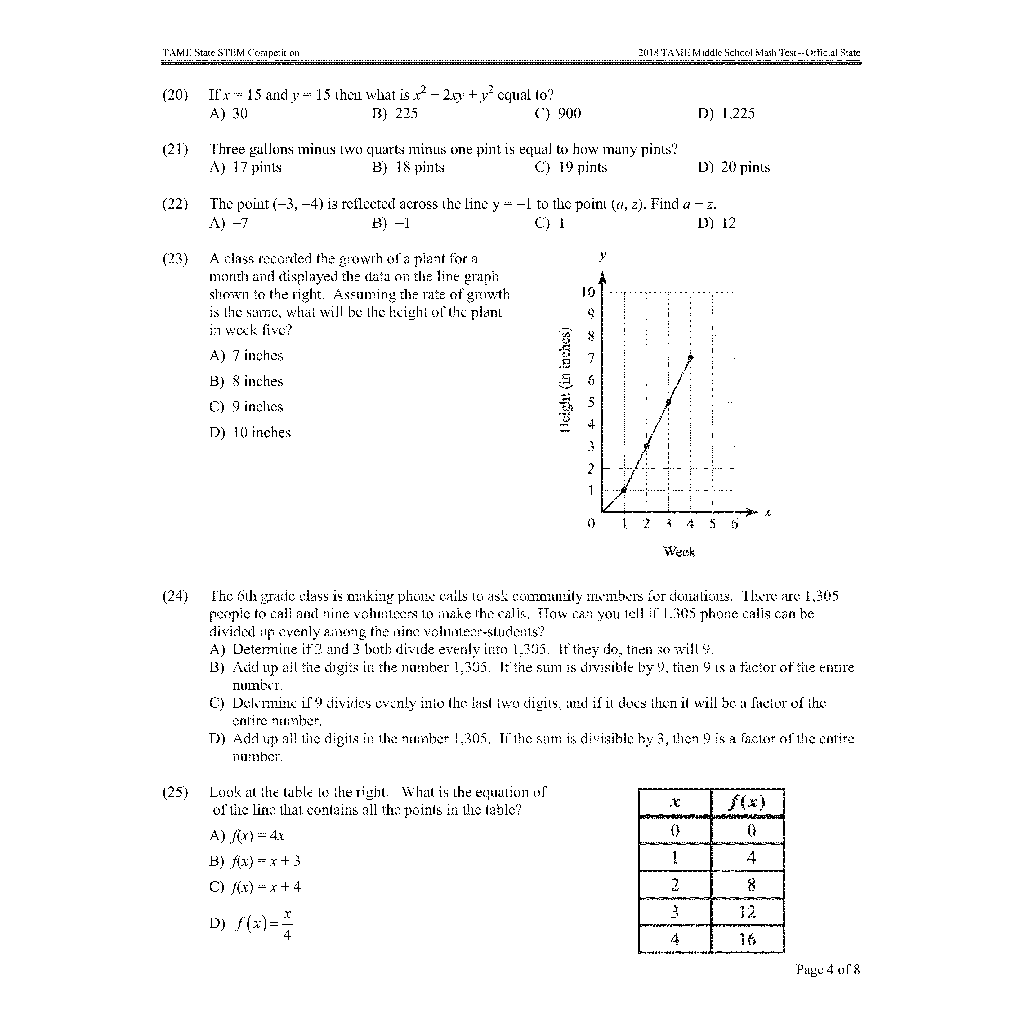 TAME State STEM Competition 2018 TAME Middle School Math Test – Official State
(20) If x = 15 and y = 15 then what is x² + 2xy + y² equal to?
A) 30 B) 225 C) 900 D) 1,225
(21) Three gallons minus two quarts minus one pint is equal to how many pints?
A) 17 pints B) 18 pints C) 19 pints D) 20 pints
(22) The point (−3, −4) is reflected across the line y = −1 to the point (a, z). Find a − z.
A) −7 B) −1 C) 1 D) 12
(23) A class recorded the growth of a plant for a
month and displayed the data on the line graph
shown to the right. Assuming the rate of growth
is the same, what will be the height of the plant
in week five?
A) 7 inches
B) 8 inches
C) 9 inches
D) 10 inches
y
10
9
8
7
6
5
4
3
2
1
Height (in inches)
0 1 2 3 4 5 6 x
Week
(24) The 6th grade class is making phone calls to ask community members for donations. There are 1,305
people to call and nine volunteers to make the calls. How can you tell if 1,305 phone calls can be
divided up evenly among the nine volunteer-students?
A) Determine if 2 and 3 both divide evenly into 1,305. If they do, then so will 9.
B) Add up all the digits in the number 1,305. If the sum is divisible by 9, then 9 is a factor of the entire
number.
C) Determine if 9 divides evenly into the last two digits, and if it does then it will be a factor of the
entire number.
D) Add up all the digits in the number 1,305. If the sum is divisible by 3, then 9 is a factor of the entire
number.
(25) Look at the table to the right. What is the equation of
of the line that contains all the points in the table?
A) f(x) = 4x
B) f(x) = x + 3
C) f(x) = x + 4
D) f(x) = x/4
x f(x)
0 0
1 4
2 8
3 12
4 16
Page 4 of 8